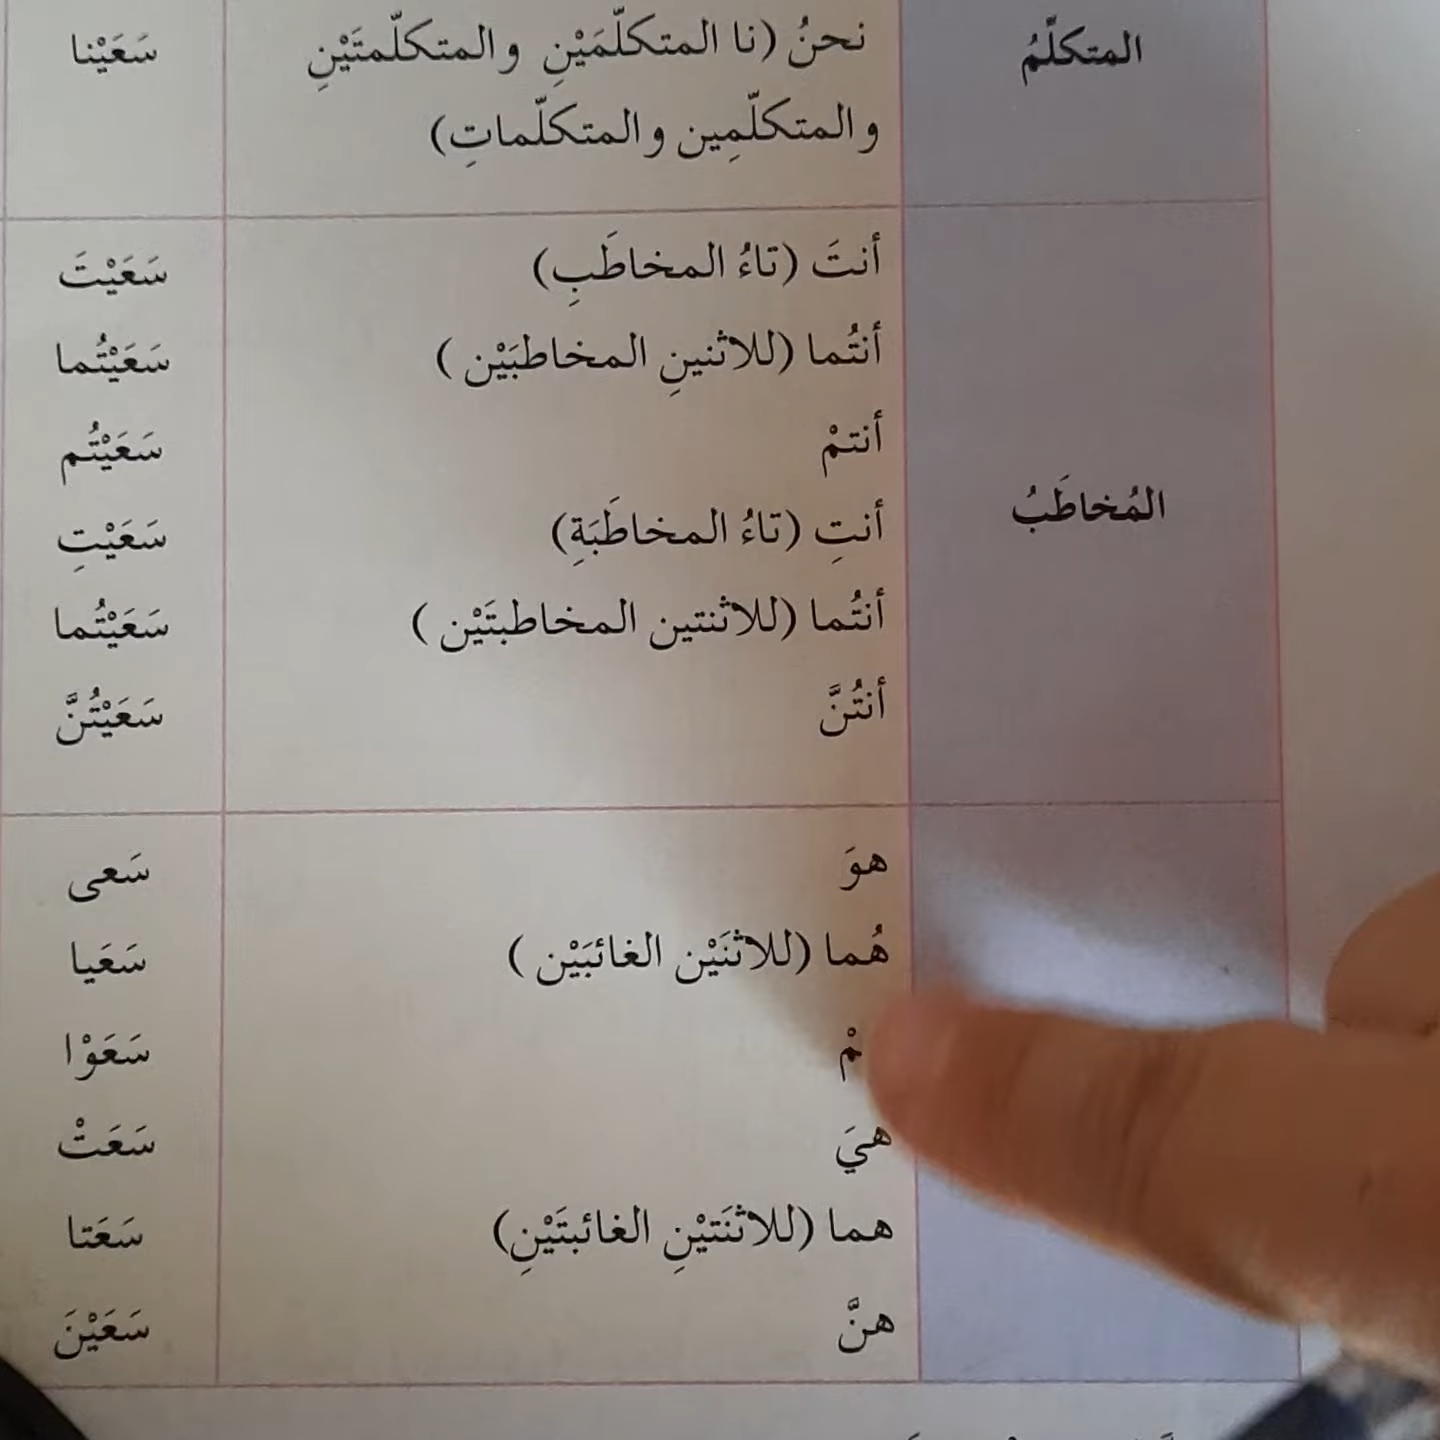 المتكلِّمُ نحنُ (نا المتكلّمَيْنِ والمتكلّمتَيْنِ سَعَيْنا
والمتكلّمِين والمتكلّماتِ)
أنتَ (تاءُ المخاطَبِ) سَعَيْتَ
أنتُما (للاثنينِ المخاطبَيْن ) سَعَيْتُما
أنتمْ سَعَيْتُم
المُخاطَبُ أنتِ (تاءُ المخاطَبَةِ) سَعَيْتِ
أنتُما (للاثنتين المخاطبتَيْن ) سَعَيْتُما
أنتُنَّ سَعَيْتُنَّ
هوَ سَعى
هُما (للاثنَيْن الغائبَيْن ) سَعَيا
سَعَوْا
هيَ سَعَتْ
هما (للاثنَتيْنِ الغائبتَيْنِ) سَعَتا
هنَّ سَعَيْنَ